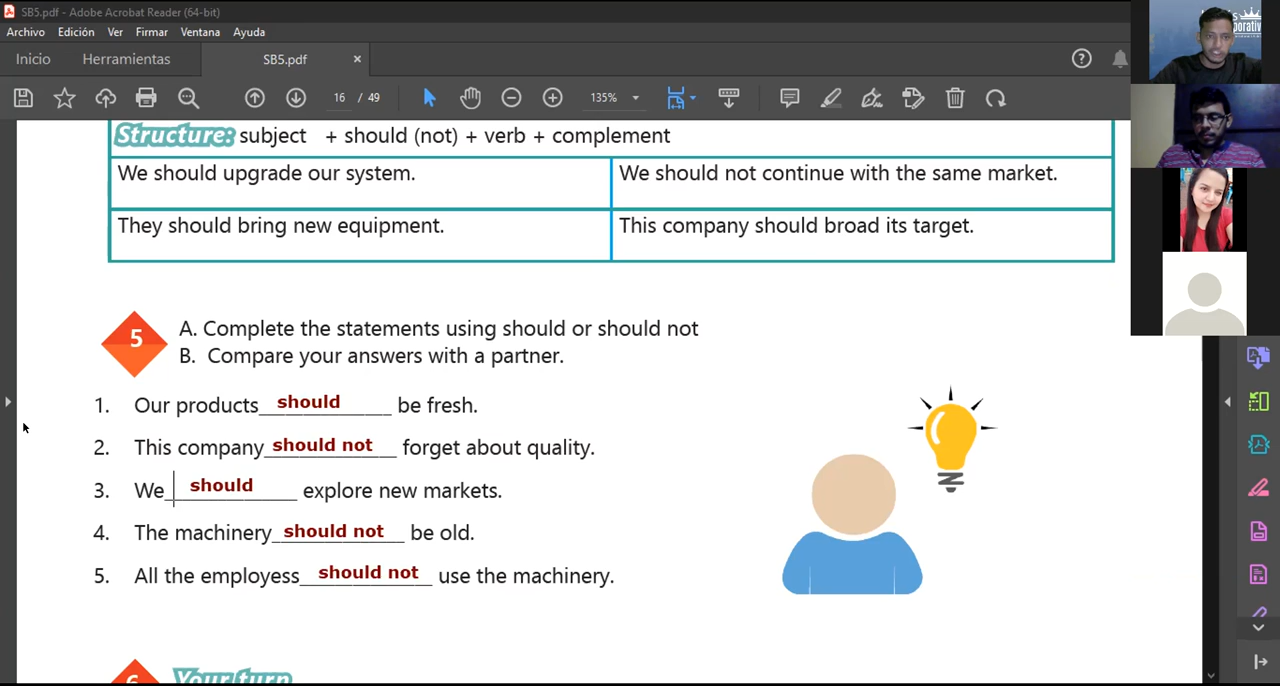 SB5.pdf - Adobe Acrobat Reader (64-bit)
Archivo Edición Ver Firmar Ventana Ayuda
Inicio Herramientas SB5.pdf ×
16 / 49 135%
Structure: subject + should (not) + verb + complement
We should upgrade our system. We should not continue with the same market.
They should bring new equipment. This company should broad its target.
5 A. Complete the statements using should or should not
B. Compare your answers with a partner.
1. Our products should be fresh.
2. This company should not forget about quality.
3. We should explore new markets.
4. The machinery should not be old.
5. All the employess should not use the machinery.
6 Your turn